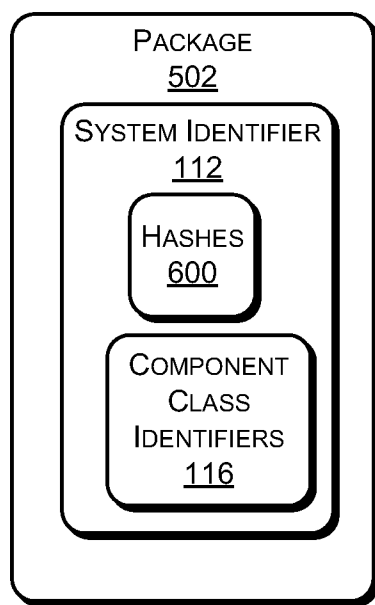 PACKAGE
502
SYSTEM IDENTIFIER
112
HASHES
600
COMPONENT
CLASS
IDENTIFIERS
116